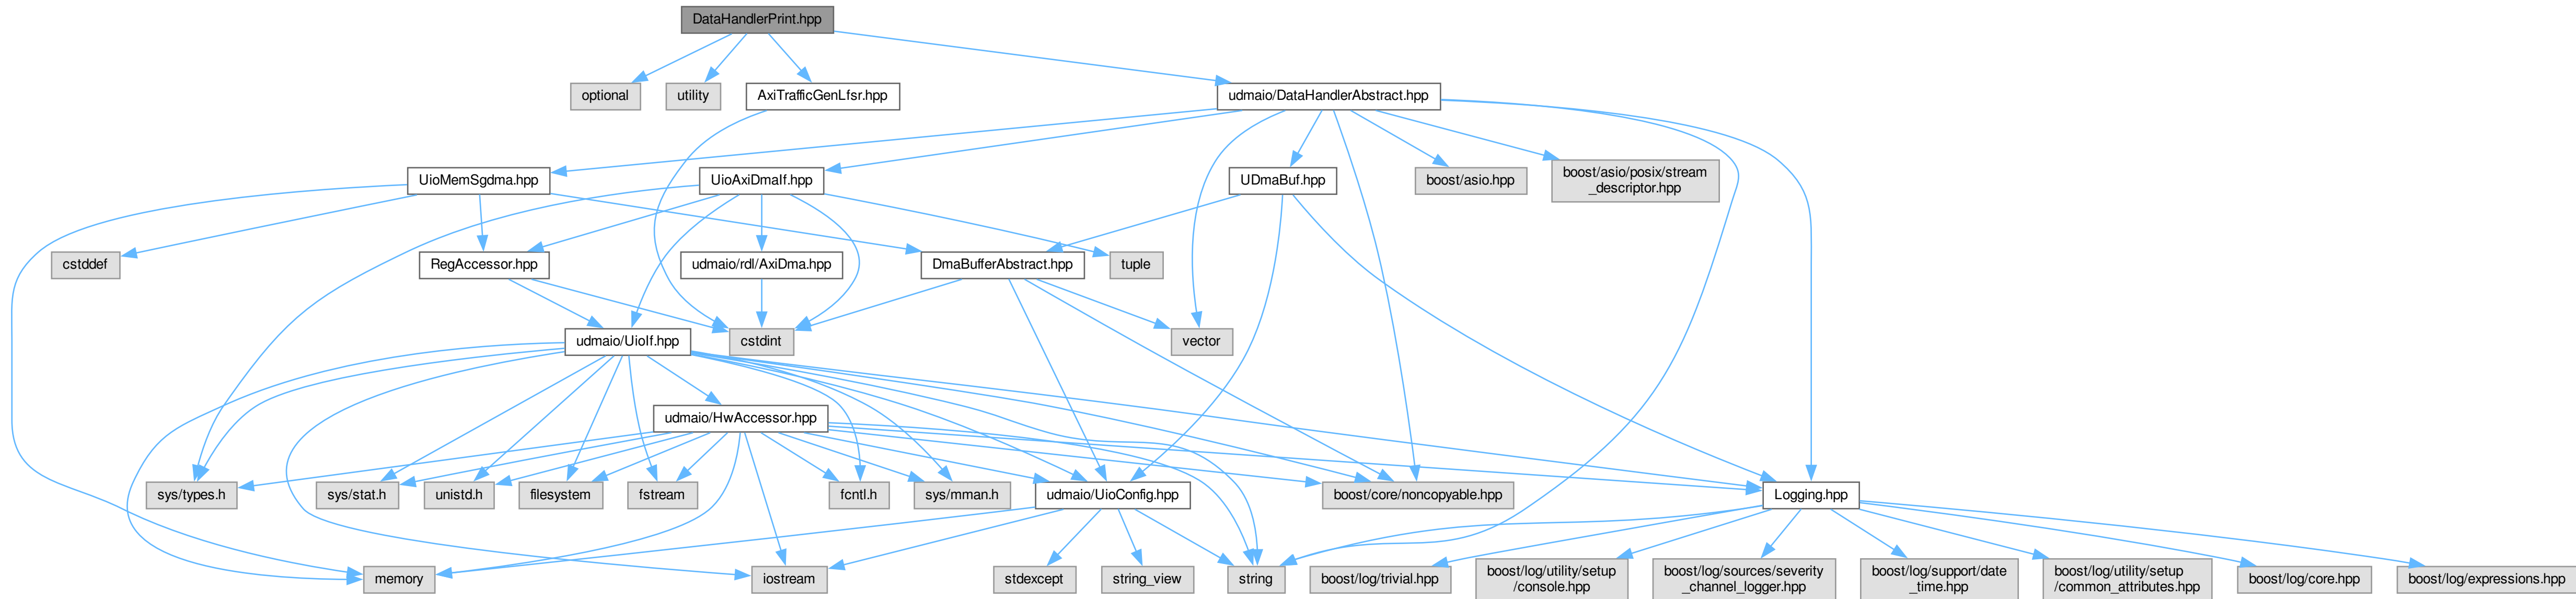 DataHandlerPrint.hpp
optional
utility
AxiTrafficGenLfsr.hpp
udmaio/DataHandlerAbstract.hpp
UioMemSgdma.hpp
UioAxiDmaIf.hpp
UDmaBuf.hpp
boost/asio.hpp
boost/asio/posix/stream
_descriptor.hpp
cstddef
RegAccessor.hpp
udmaio/rdl/AxiDma.hpp
DmaBufferAbstract.hpp
tuple
udmaio/UioIf.hpp
cstdint
vector
udmaio/HwAccessor.hpp
sys/types.h
sys/stat.h
unistd.h
filesystem
fstream
fcntl.h
sys/mman.h
udmaio/UioConfig.hpp
boost/core/noncopyable.hpp
Logging.hpp
memory
iostream
stdexcept
string_view
string
boost/log/trivial.hpp
boost/log/utility/setup
/console.hpp
boost/log/sources/severity
_channel_logger.hpp
boost/log/support/date
_time.hpp
boost/log/utility/setup
/common_attributes.hpp
boost/log/core.hpp
boost/log/expressions.hpp